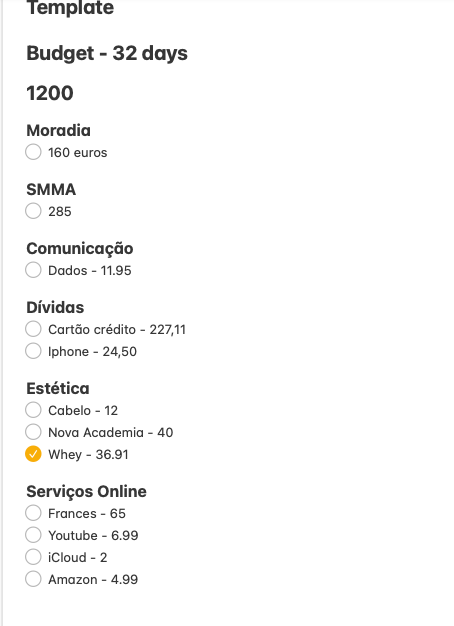 Template
Budget - 32 days
1200
Moradia
160 euros
SMMA
285
Comunicação
Dados - 11.95
Dívidas
Cartão crédito - 227,11
Iphone - 24,50
Estética
Cabelo - 12
Nova Academia - 40
Whey - 36.91
Serviços Online
Frances - 65
Youtube - 6.99
iCloud - 2
Amazon - 4.99